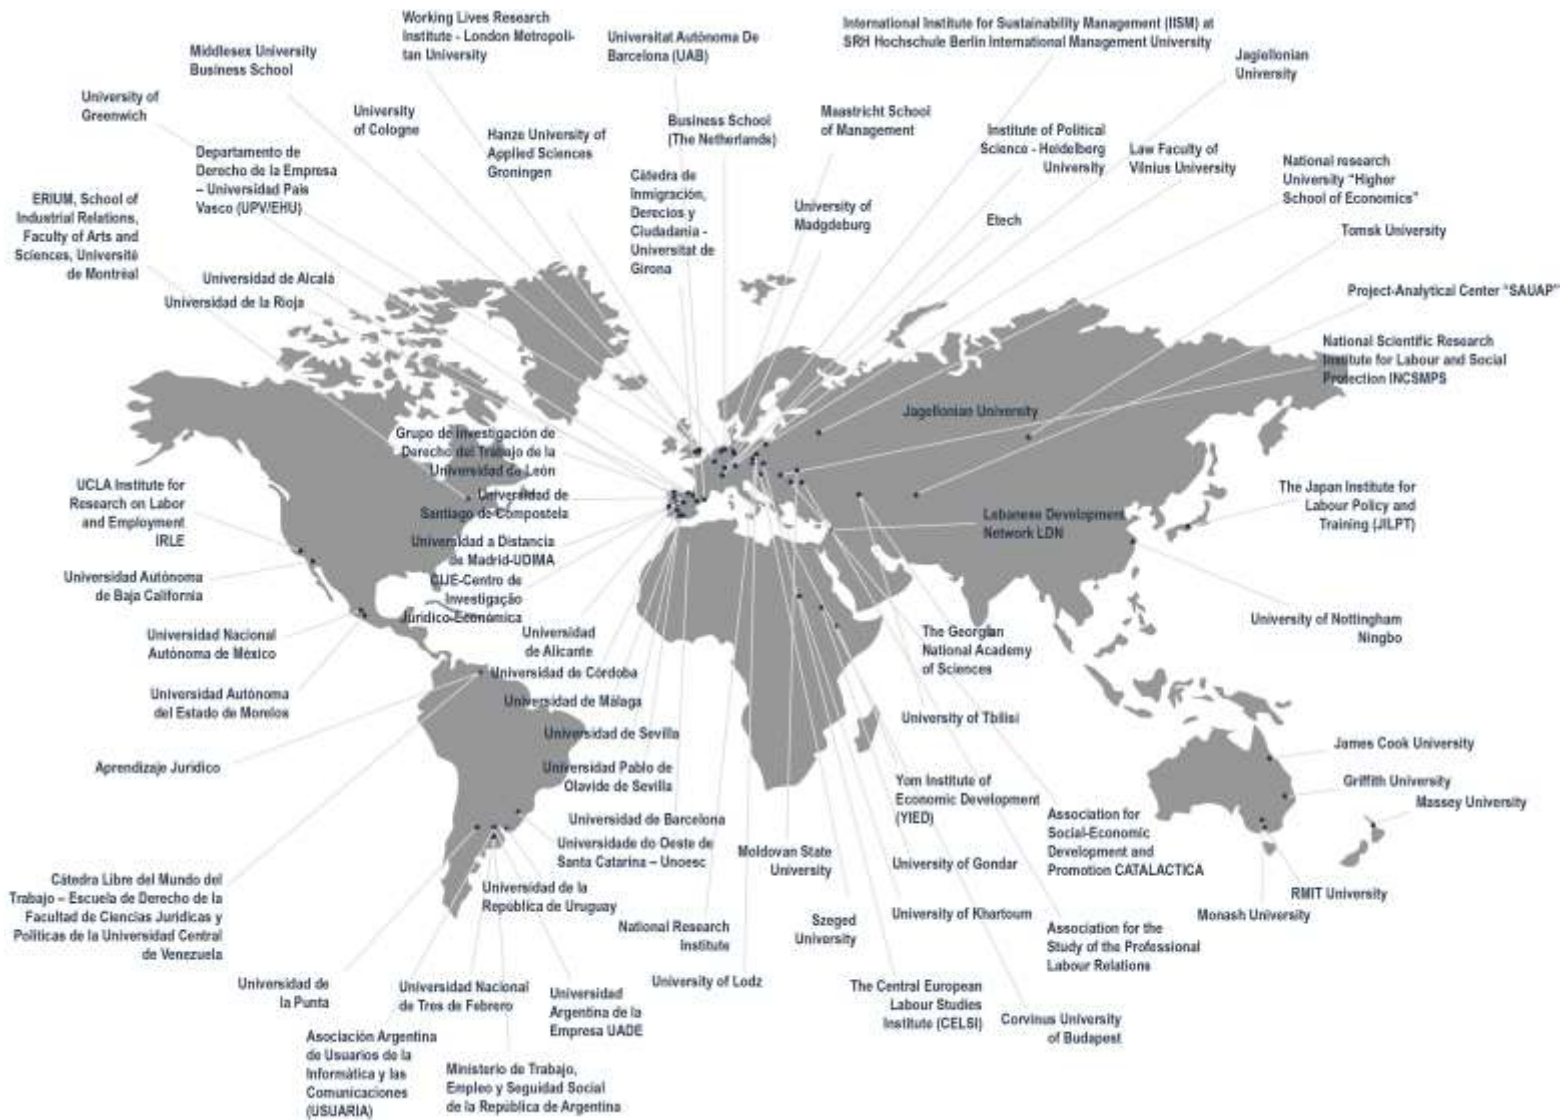 Working Lives Research
Institute - London Metropoli-
tan University
Universitat Autònoma De
Barcelona (UAB)
International Institute for Sustainability Management (IISM) at
SRH Hochschule Berlin International Management University
Middlesex University
Business School
Jagiellonian
University
University of
Greenwich
University
of Cologne
Hanze University of
Applied Sciences
Groningen
Business School
(The Netherlands)
Maastricht School
of Management
Institute of Political
Science - Heidelberg
University
Law Faculty of
Vilnius University
National research
University "Higher
School of Economics"
Departamento de
Derecho de la Empresa
– Universidad Pais
Vasco (UPV/EHU)
Cátedra de
Inmigración,
Derecios y
Ciudadania -
Universitat de
Girona
University of
Madgdeburg
Etech
Tomsk University
ERIUM, School of
Industrial Relations,
Faculty of Arts and
Sciences, Université
de Montréal
Universidad de Alcalá
Universidad de la Rioja
Project-Analytical Center "SAUAP"
National Scientific Research
Institute for Labour and Social
Protection INCSMPS
Jagellonian University
Grupo de Investigación de
Derecho del Trabajo de la
Universidad de León
UCLA Institute for
Research on Labor
and Employment
IRLE
Universidad de
Santiago de Compostela
The Japan Institute for
Labour Policy and
Training (JILPT)
Lebanese Development
Network LDN
Universidad a Distancia
de Madrid-UDIMA
CIJE-Centro de
Investigação
Jurídico-Económica
Universidad Autónoma
de Baja California
University of Nottingham
Ningbo
Universidad Nacional
Autónoma de México
Universidad
de Alicante
The Georgian
National Academy
of Sciences
Universidad de Córdoba
Universidad Autónoma
del Estado de Morelos
Universidad de Málaga
University of Tbilisi
Universidad de Sevilla
James Cook University
Aprendizaje Jurídico
Universidad Pablo de
Olavide de Sevilla
Yom Institute of
Economic Development
(YIED)
Griffith University
Massey University
Universidad de Barcelona
Association for
Social-Economic
Development and
Promotion CATALACTICA
Universidade do Oeste de
Santa Catarina – Unoesc
Moldovan State
University
University of Gondar
Cátedra Libre del Mundo del
Trabajo – Escuela de Derecho de la
Facultad de Ciencias Jurídicas y
Políticas de la Universidad Central
de Venezuela
Universidad de la
República de Uruguay
RMIT University
Monash University
National Research
Institute
Szeged
University
University of Khartoum
Association for the
Study of the Professional
Labour Relations
Universidad de
la Punta
Universidad Nacional
de Tres de Febrero
Universidad
Argentina de la
Empresa UADE
University of Lodz
The Central European
Labour Studies
Institute (CELSI)
Corvinus University
of Budapest
Asociación Argentina
de Usuarios de la
Informática y las
Comunicaciones
(USUARIA)
Ministerio de Trabajo,
Empleo y Seguidad Social
de la República de Argentina